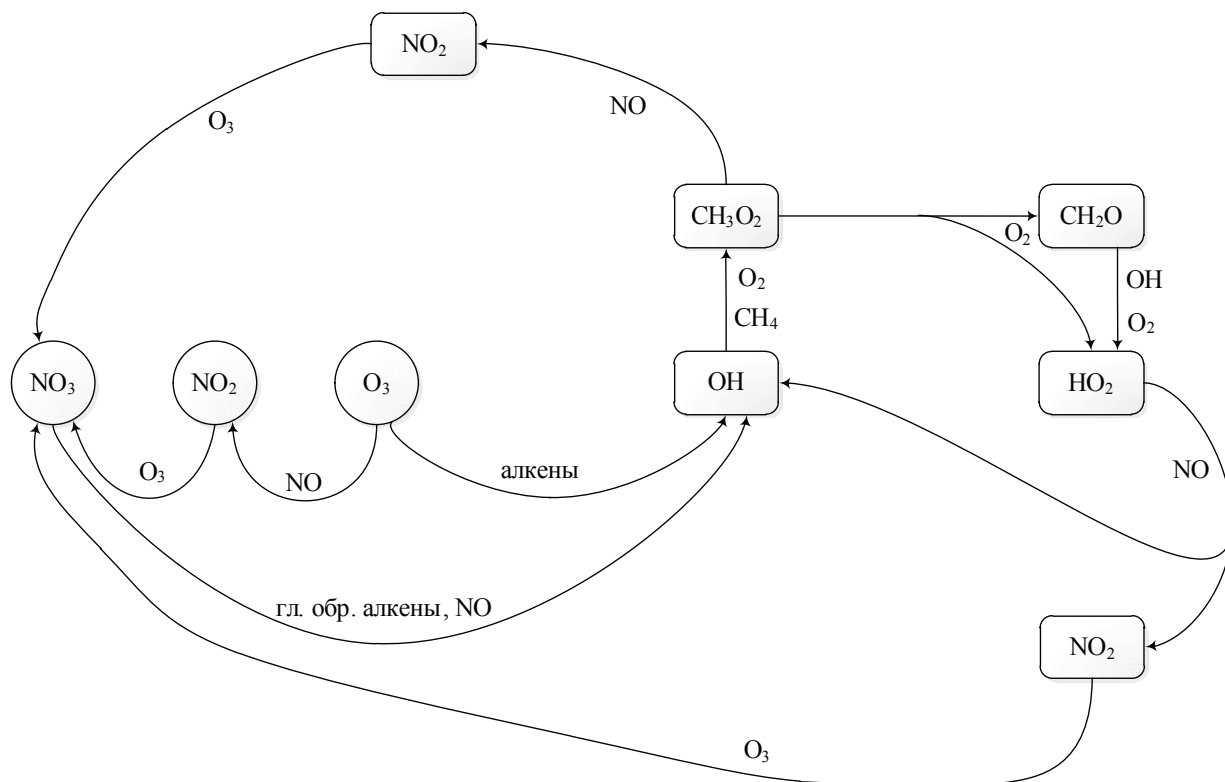 NO₂
NO
O₃
CH₃O₂
CH₂O
O₂
OH
O₂
CH₄
O₂
NO₃
NO₂
O₃
OH
HO₂
алкены
NO
O₃
NO
гл. обр. алкены, NO
NO₂
O₃